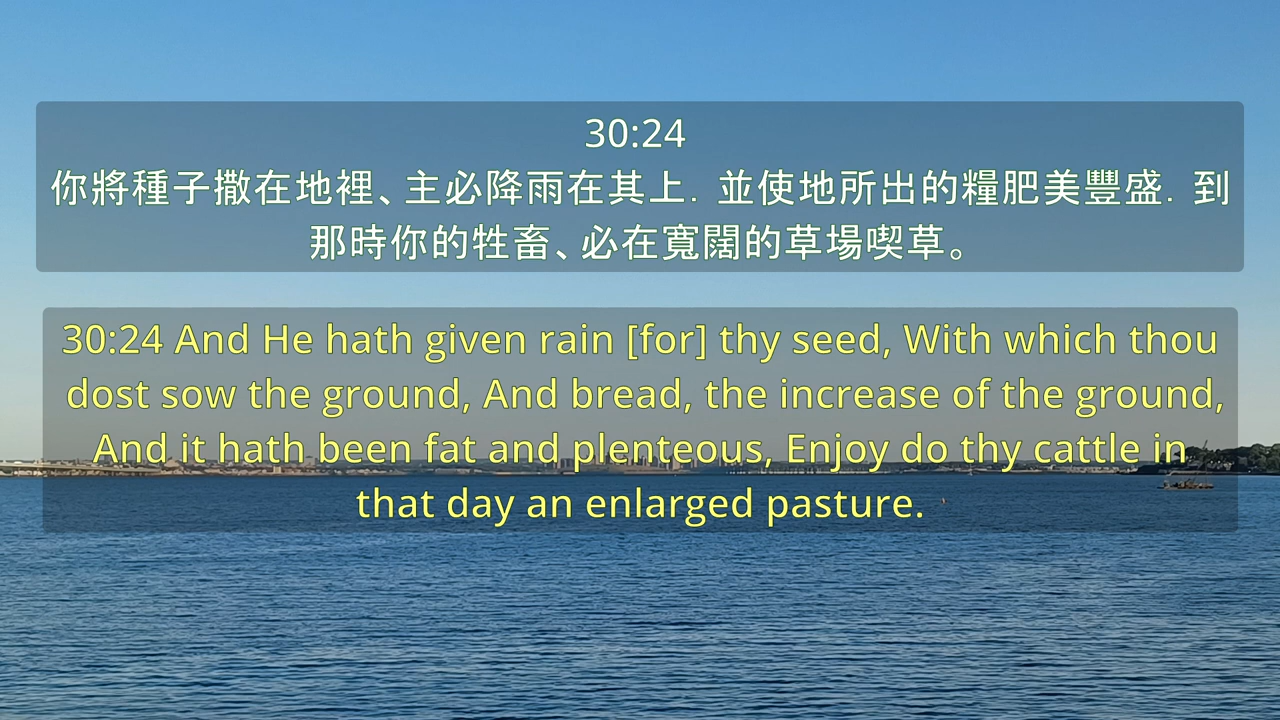 30:24
你將種子撒在地裡、主必降雨在其上．並使地所出的糧肥美豐盛．到
那時你的牲畜、必在寬闊的草場喫草。
30:24 And He hath given rain [for] thy seed, With which thou
dost sow the ground, And bread, the increase of the ground,
And it hath been fat and plenteous, Enjoy do thy cattle in
that day an enlarged pasture.